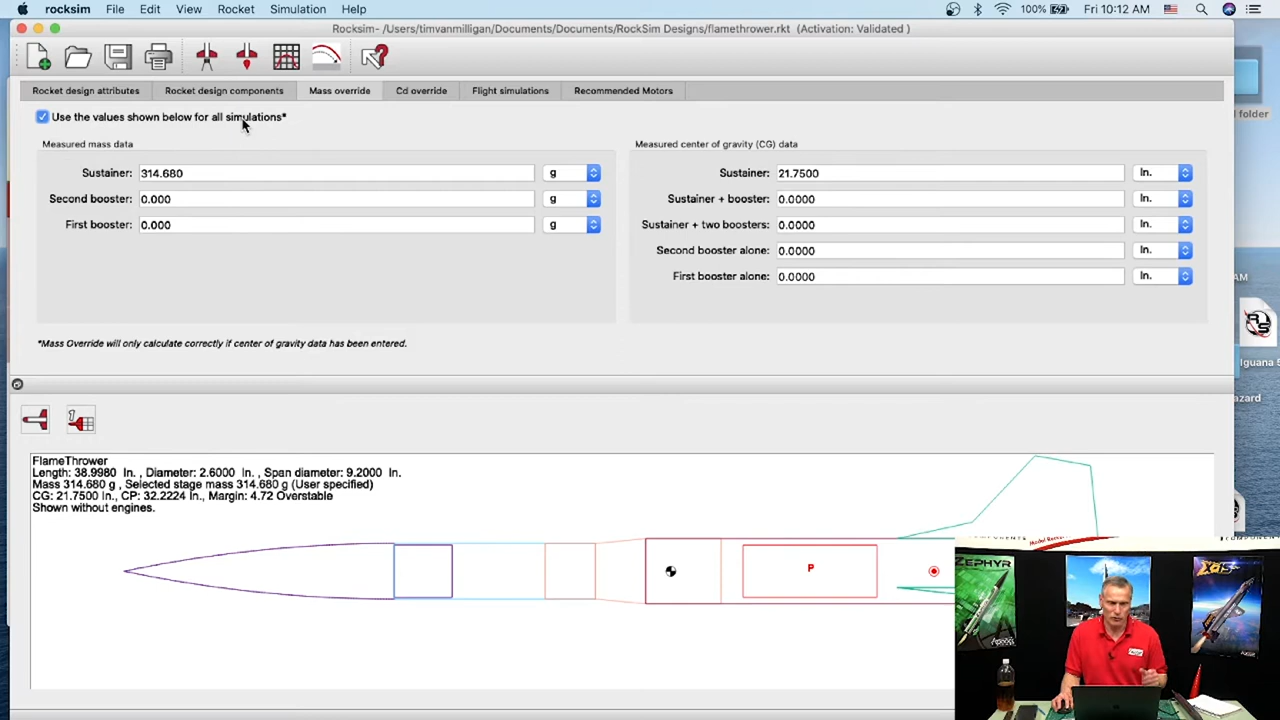 rocksim File Edit View Rocket Simulation Help 100% Fri 10:12 AM
Rocksim- /Users/timvanmilligan/Documents/Documents/RockSim Designs/flamethrower.rkt (Activation: Validated )
Rocket design attributes Rocket design components Mass override Cd override Flight simulations Recommended Motors
Use the values shown below for all simulations*
Measured mass data
Sustainer: 314.680 g
Second booster: 0.000 g
First booster: 0.000 g
Measured center of gravity (CG) data
Sustainer: 21.7500 In.
Sustainer + booster: 0.0000 In.
Sustainer + two boosters: 0.0000 In.
Second booster alone: 0.0000 In.
First booster alone: 0.0000 In.
*Mass Override will only calculate correctly if center of gravity data has been entered.
FlameThrower
Length: 38.9980 In. , Diameter: 2.6000 In. , Span diameter: 9.2000 In.
Mass 314.680 g , Selected stage mass 314.680 g (User specified)
CG: 21.7500 In., CP: 32.2224 In., Margin: 4.72 Overstable
Shown without engines.
P
d folder
AM
RS
Iguana 5
azard
ZEPHYR